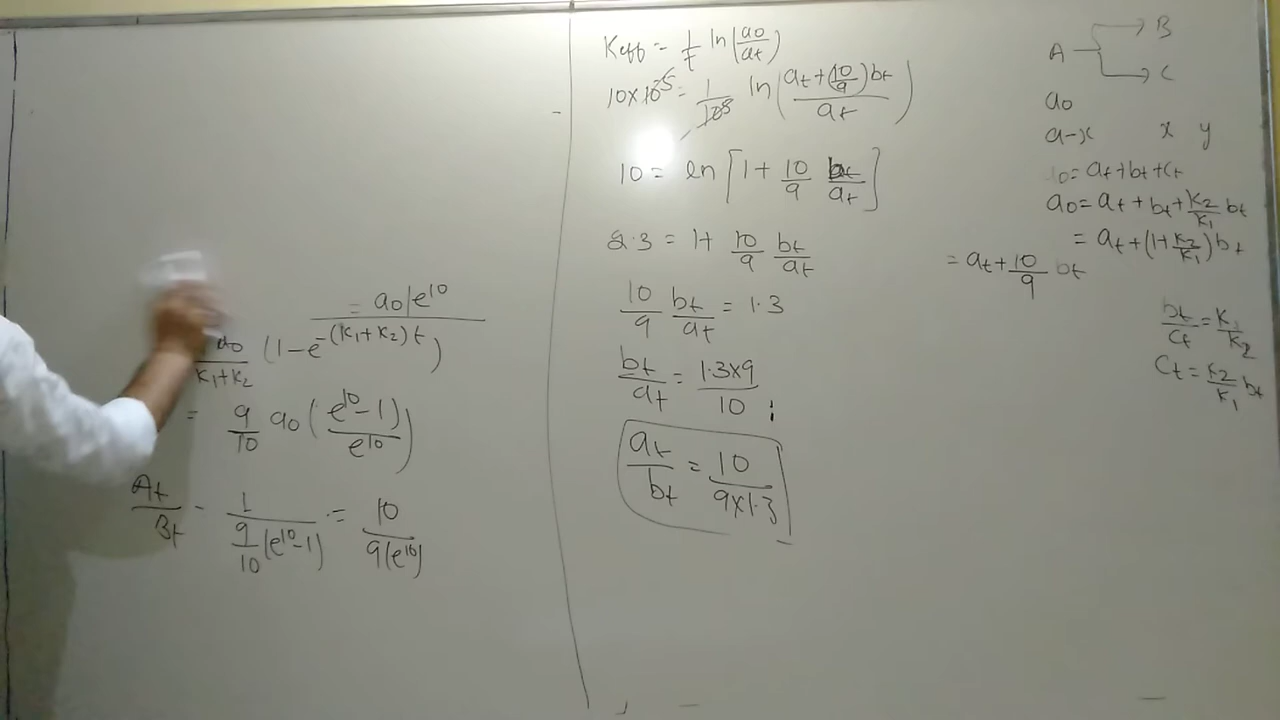 = a0/e^10
a0/(K1+K2) (1-e^-(K1+K2)t)
= 9/10 a0 ((e^10-1)/e^10)
At/Bt - 1/(9/10(e^10-1)) = 10/(9(e^10)
Keff = 1/t ln(a0/at)
10×10^-5 = 1/10^5 ln((at+(10/9)bt)/at)
10 = ln[1+ 10/9 bt/at]
2.3 = 1+ 10/9 bt/at
10/9 bt/at = 1.3
bt/at = 1.3×9/10 ;
at/bt = 10/9×1.3
A B
C
a0
a-x x y
10 = at+bt+ct
a0 = at+bt+K2/K1 bt
= at+(1+K2/K1)bt
= at+10/9 bt
bt/ct = K1/K2
Ct = K2/K1 bt